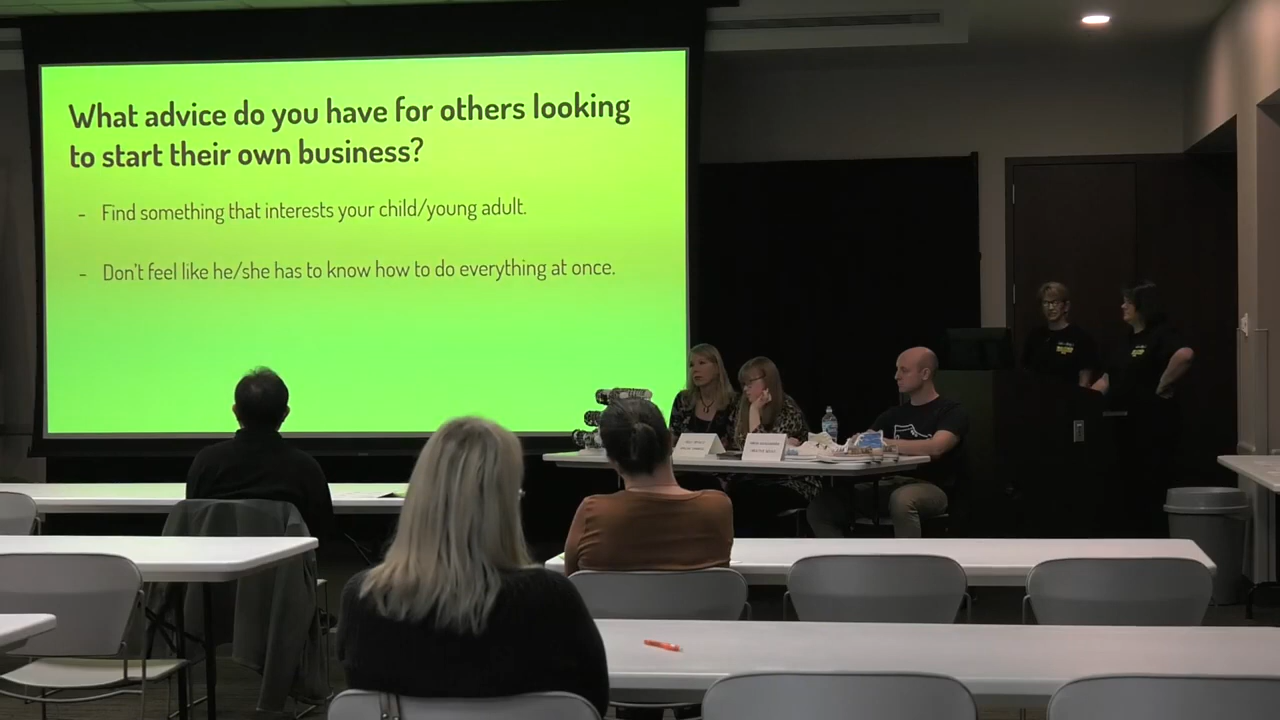 What advice do you have for others looking
to start their own business?
- Find something that interests your child/young adult.
- Don't feel like he/she has to know how to do everything at once.